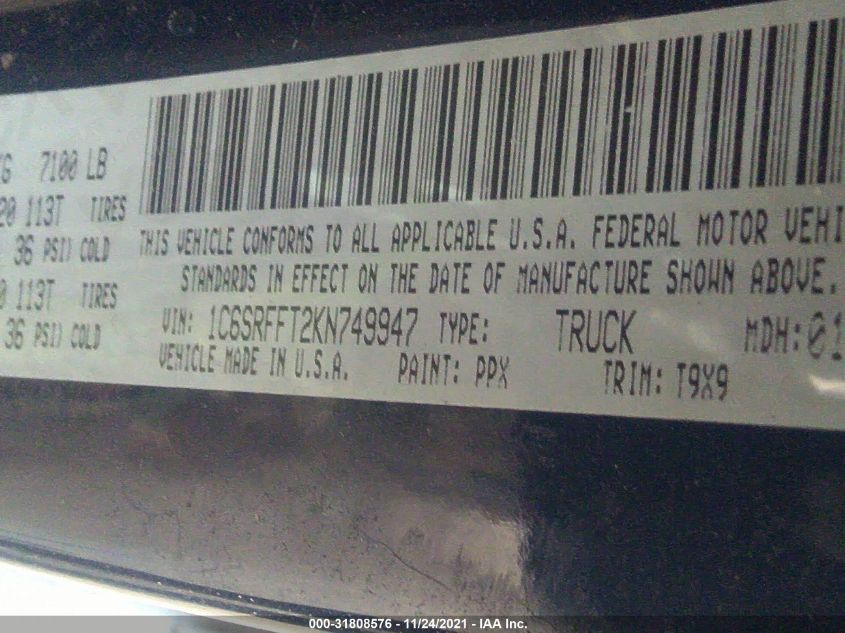 7100 LB
113T TIRES
36 PSI) COLD
113T TIRES
36 PSI) COLD
THIS VEHICLE CONFORMS TO ALL APPLICABLE U.S.A. FEDERAL MOTOR VEHI
STANDARDS IN EFFECT ON THE DATE OF MANUFACTURE SHOWN ABOVE.
VIN: 1C6SRFFT2KN749947 TYPE: TRUCK MDH: 01
VEHICLE MADE IN U.S.A. PAINT: PPX TRIM: T9X9
000-31808576 - 11/24/2021 - IAA Inc.